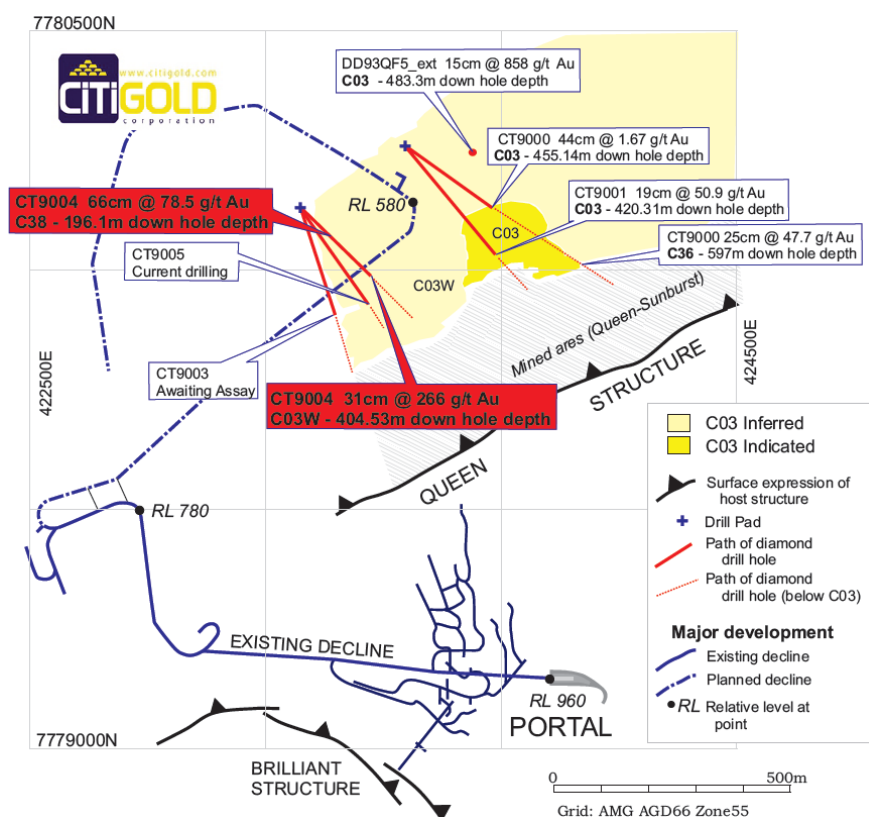 7780500N
www.citigold.com
CITIGOLD
corporation
DD93QF5_ext 15cm @ 858 g/t Au
C03 - 483.3m down hole depth
CT9000 44cm @ 1.67 g/t Au
C03 - 455.14m down hole depth
CT9001 19cm @ 50.9 g/t Au
C03 - 420.31m down hole depth
CT9004 66cm @ 78.5 g/t Au
C38 - 196.1m down hole depth
RL 580
C03
CT9000 25cm @ 47.7 g/t Au
C36 - 597m down hole depth
CT9005
Current drilling
C03W
Mined ares (Queen-Sunburst)
422500E
424500E
CT9003
Awaiting Assay
CT9004 31cm @ 266 g/t Au
C03W - 404.53m down hole depth
QUEEN STRUCTURE
C03 Inferred
C03 Indicated
Surface expression of
host structure
Drill Pad
Path of diamond
drill hole
Path of diamond
drill hole (below C03)
Major development
Existing decline
Planned decline
RL Relative level at
point
RL 780
EXISTING DECLINE
RL 960
PORTAL
7779000N
BRILLIANT
STRUCTURE
0 500m
Grid: AMG AGD66 Zone55